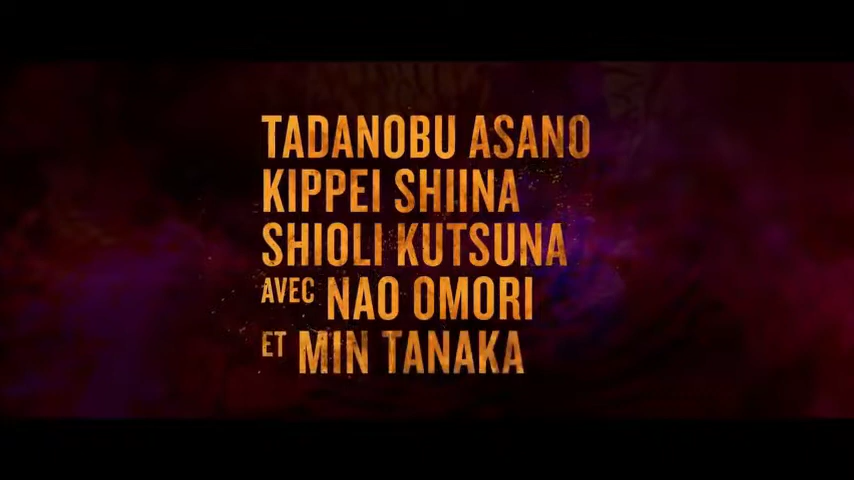 TADANOBU ASANO
KIPPEI SHIINA
SHIOLI KUTSUNA
AVEC NAO OMORI
ET MIN TANAKA